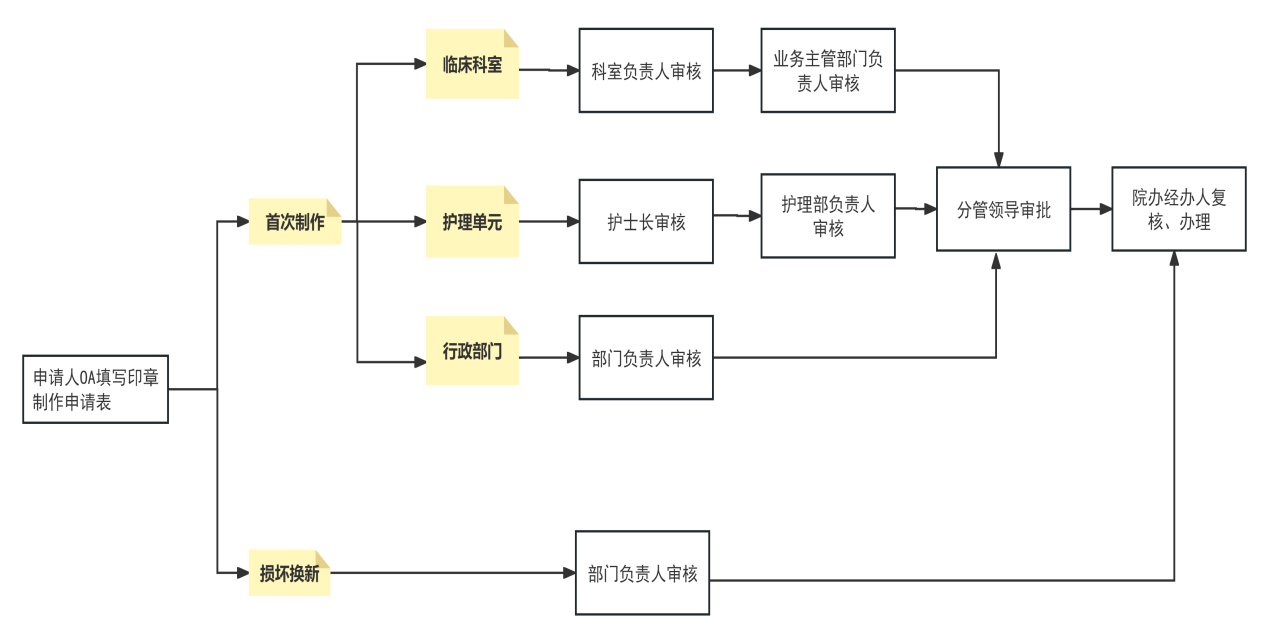 临床科室
科室负责人审核
业务主管部门负
责人审核
首次制作
护理单元
护士长审核
护理部负责人
审核
分管领导审批
院办经办人复
核、办理
行政部门
部门负责人审核
申请人OA填写印章
制作申请表
损坏换新
部门负责人审核